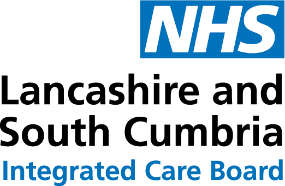 NHS
Lancashire and
South Cumbria
Integrated Care Board